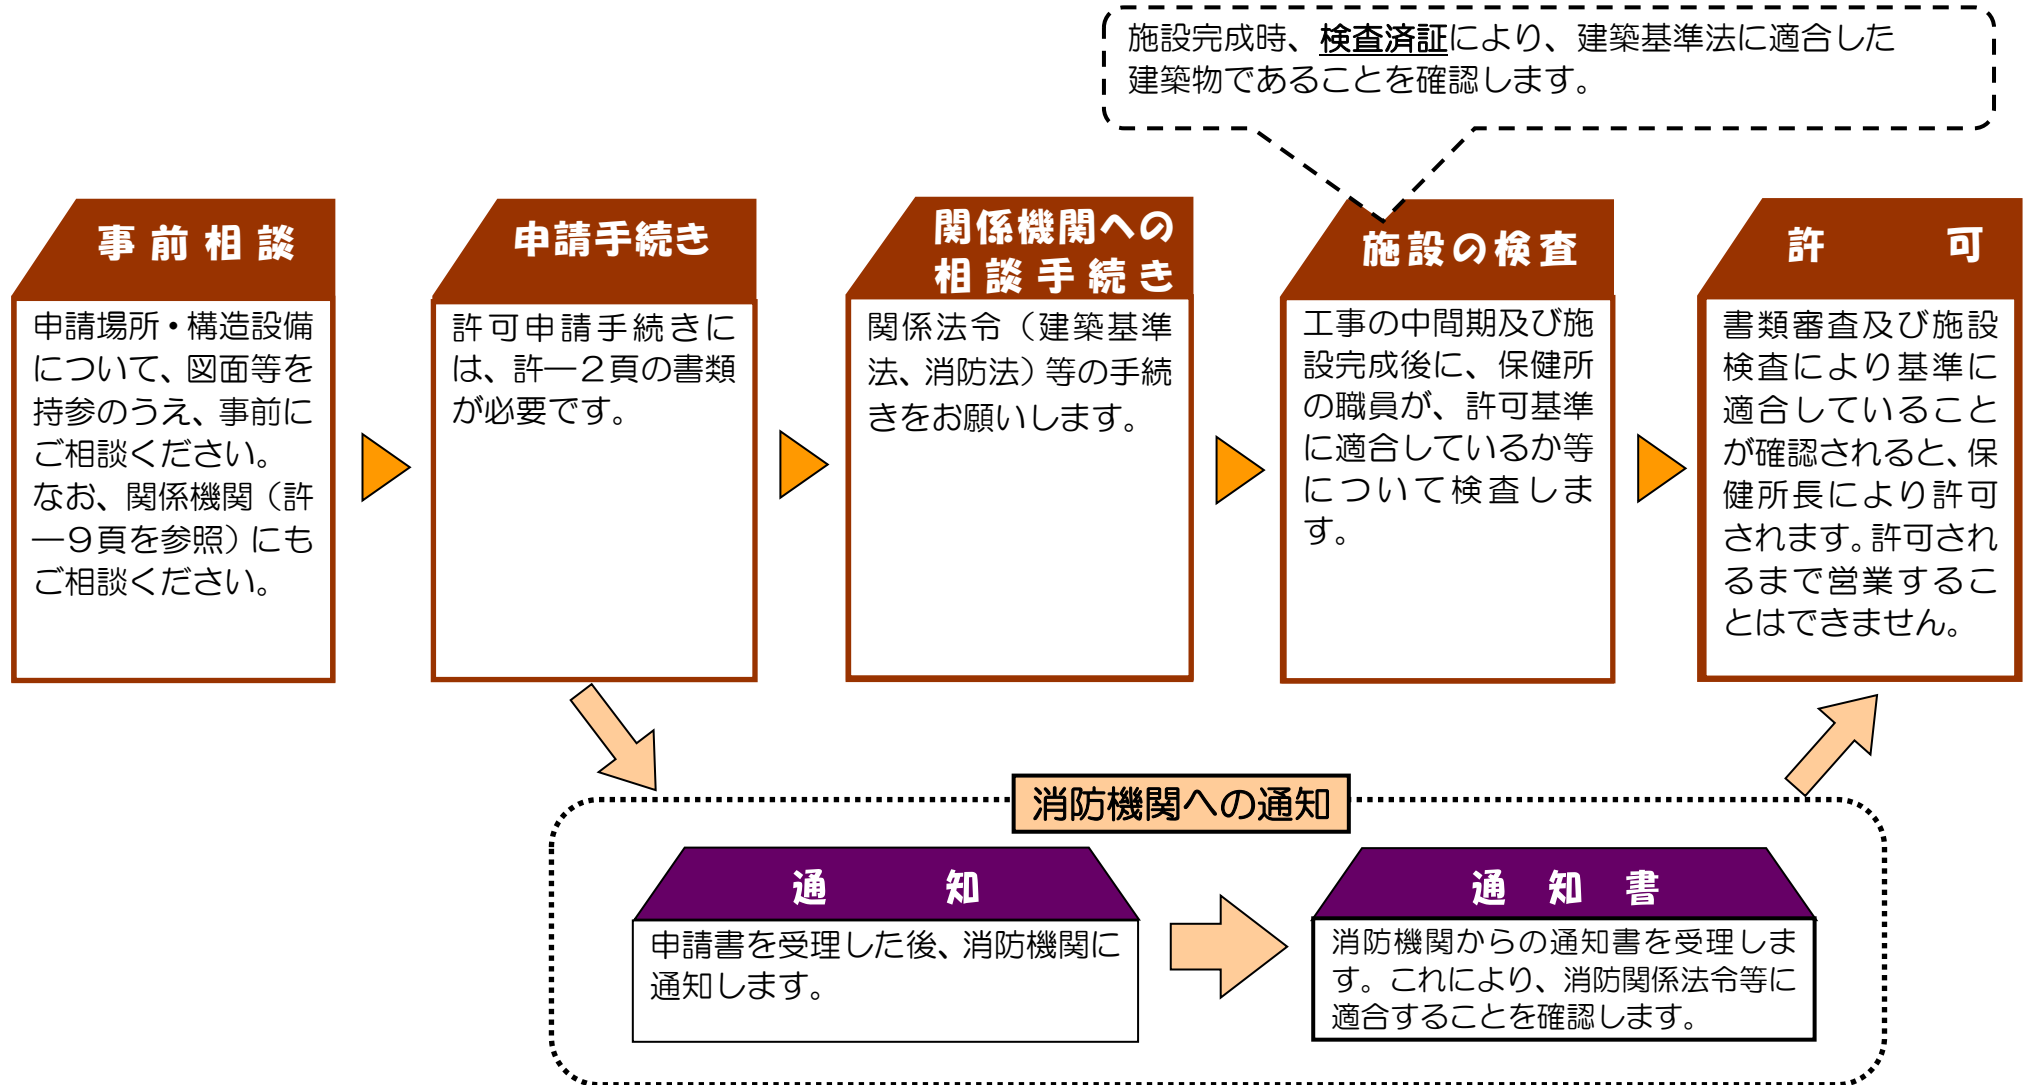 施設完成時、検査済証により、建築基準法に適合した
建築物であることを確認します。
事前相談
申請場所・構造設備
について、図面等を
持参のうえ、事前に
ご相談ください。
なお、関係機関（許
―９頁を参照）にも
ご相談ください。
申請手続き
許可申請手続きに
は、許―２頁の書類
が必要です。
関係機関への
相談手続き
関係法令（建築基準
法、消防法）等の手続
きをお願いします。
施設の検査
工事の中間期及び施
設完成後に、保健所
の職員が、許可基準
に適合しているか等
について検査しま
す。
許可
書類審査及び施設
検査により基準に
適合していること
が確認されると、保
健所長により許可
されます。許可され
るまで営業するこ
とはできません。
消防機関への通知
通知
申請書を受理した後、消防機関に
通知します。
通知書
消防機関からの通知書を受理しま
す。これにより、消防関係法令等に
適合することを確認します。